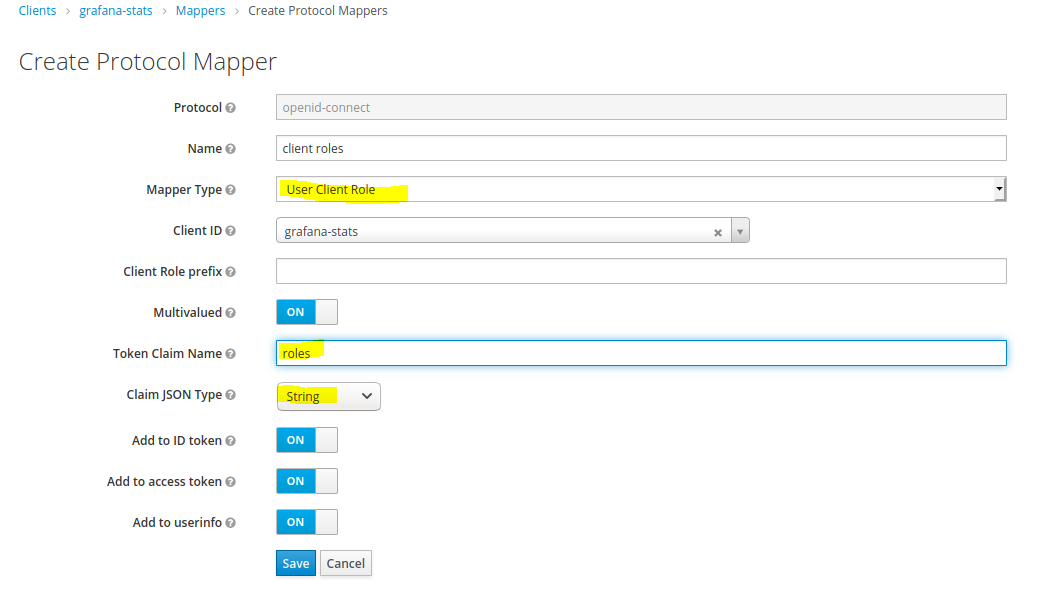 Clients > grafana-stats > Mappers > Create Protocol Mappers
Create Protocol Mapper
Protocol ? openid-connect
Name ? client roles
Mapper Type ? User Client Role
Client ID ? grafana-stats × 
Client Role prefix ?
Multivalued ? ON
Token Claim Name ? roles
Claim JSON Type ? String
Add to ID token ? ON
Add to access token ? ON
Add to userinfo ? ON
Save Cancel